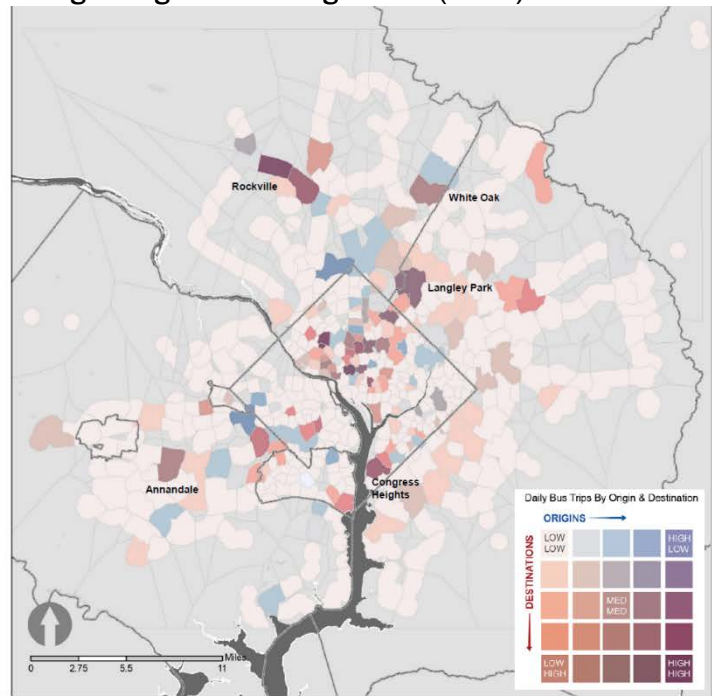 Rockville
White Oak
Langley Park
Annandale
Congress
Heights
Miles
0 2.75 5.5 11
Daily Bus Trips By Origin & Destination
ORIGINS
DESTINATIONS
LOW
LOW
HIGH
LOW
MED
MED
LOW
HIGH
HIGH
HIGH